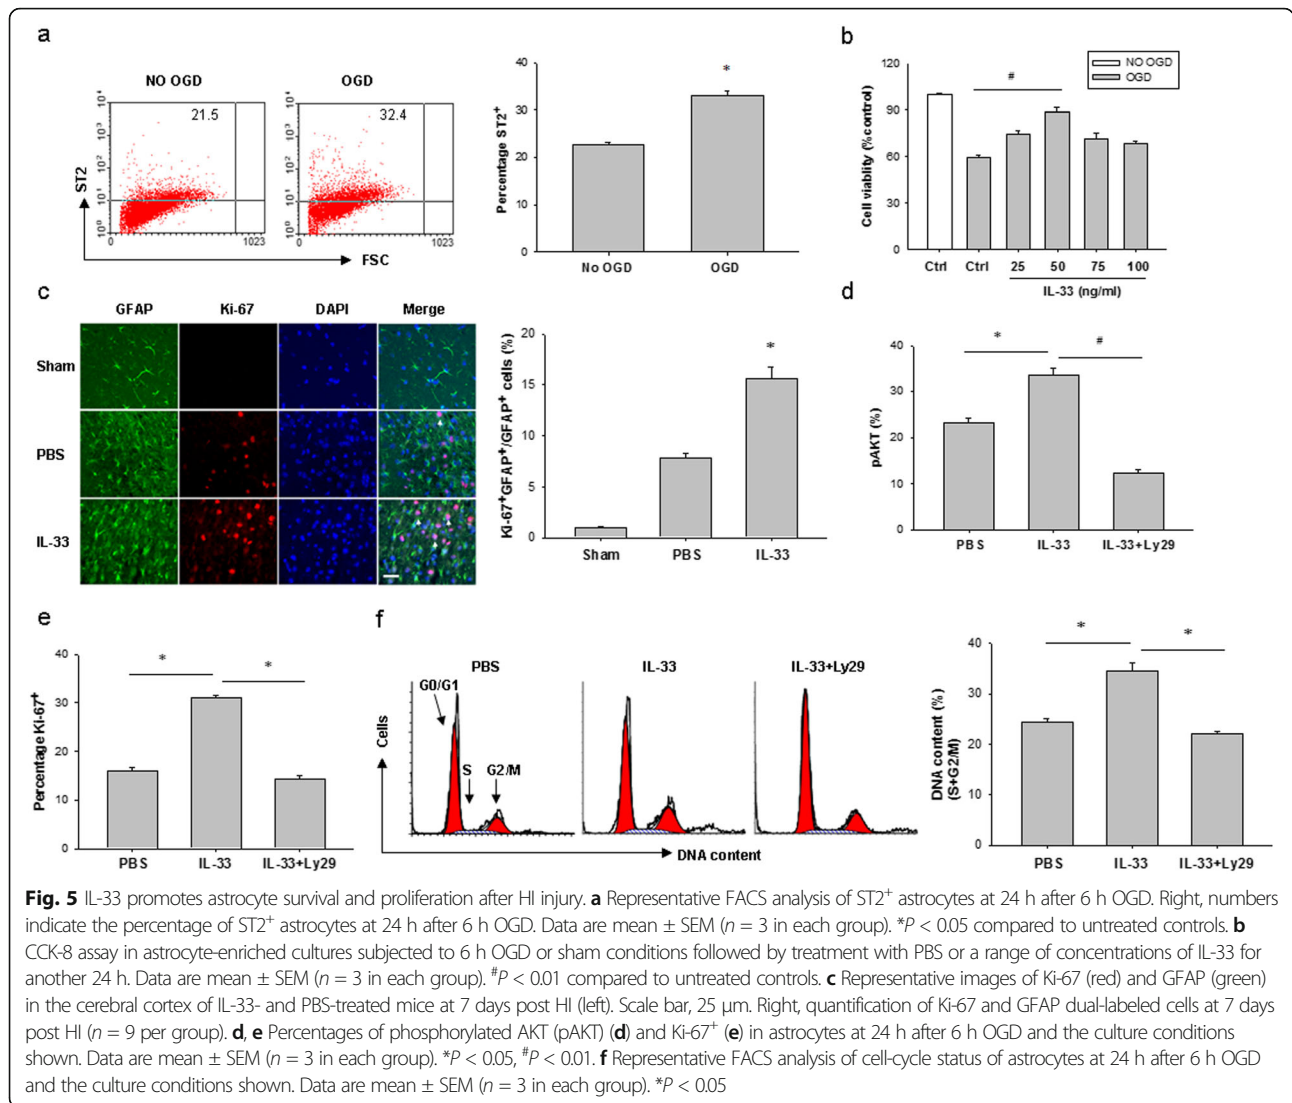 a
NO OGD
OGD
21.5
32.4
10⁴
10³
10²
10¹
10⁰
10⁴
10³
10²
10¹
10⁰
ST2
0
1023
0
1023
FSC
Percentage ST2⁺
40
30
20
10
0
*
No OGD
OGD
b
NO OGD
OGD
Cell viablity (%control)
120
90
60
30
0
#
Ctrl
Ctrl
25
50
75
100
IL-33 (ng/ml)
c
GFAP
Ki-67
DAPI
Merge
Sham
PBS
IL-33
Ki-67⁺GFAP⁺/GFAP⁺ cells (%)
20
15
10
5
0
*
Sham
PBS
IL-33
d
pAKT (%)
40
30
20
10
0
*
#
PBS
IL-33
IL-33+Ly29
e
Percentage Ki-67⁺
40
30
20
10
0
*
*
PBS
IL-33
IL-33+Ly29
f
PBS
IL-33
IL-33+Ly29
G0/G1
S
G2/M
Cells
DNA content
DNA content (%)
(S+G2/M)
40
30
20
10
0
*
*
PBS
IL-33
IL-33+Ly29
Fig. 5 IL-33 promotes astrocyte survival and proliferation after HI injury. a Representative FACS analysis of ST2⁺ astrocytes at 24 h after 6 h OGD. Right, numbers
indicate the percentage of ST2⁺ astrocytes at 24 h after 6 h OGD. Data are mean ± SEM (n = 3 in each group). *P < 0.05 compared to untreated controls. b
CCK-8 assay in astrocyte-enriched cultures subjected to 6 h OGD or sham conditions followed by treatment with PBS or a range of concentrations of IL-33 for
another 24 h. Data are mean ± SEM (n = 3 in each group). #P < 0.01 compared to untreated controls. c Representative images of Ki-67 (red) and GFAP (green)
in the cerebral cortex of IL-33- and PBS-treated mice at 7 days post HI (left). Scale bar, 25 μm. Right, quantification of Ki-67 and GFAP dual-labeled cells at 7 days
post HI (n = 9 per group). d, e Percentages of phosphorylated AKT (pAKT) (d) and Ki-67⁺ (e) in astrocytes at 24 h after 6 h OGD and the culture conditions
shown. Data are mean ± SEM (n = 3 in each group). *P < 0.05, #P < 0.01. f Representative FACS analysis of cell-cycle status of astrocytes at 24 h after 6 h OGD
and the culture conditions shown. Data are mean ± SEM (n = 3 in each group). *P < 0.05